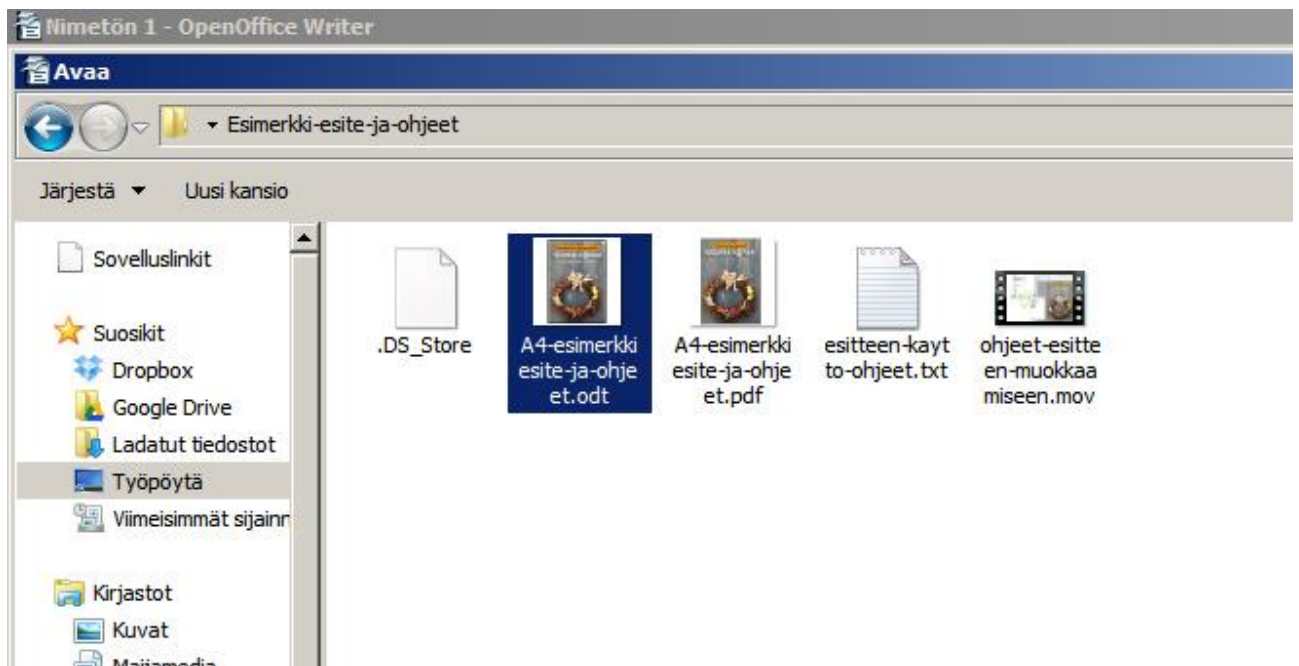 Nimetön 1 - OpenOffice Writer
Avaa
Esimerkki-esite-ja-ohjeet
Järjestä
Uusi kansio
Sovelluslinkit
Suosikit
Dropbox
Google Drive
Ladatut tiedostot
Työpöytä
Viimeisimmät sijainn
Kirjastot
Kuvat
Maijamedia
.DS_Store
A4-esimerkki
esite-ja-ohje
et.odt
A4-esimerkki
esite-ja-ohje
et.pdf
esitteen-kayt
to-ohjeet.txt
ohjeet-esitte
en-muokkaa
miseen.mov